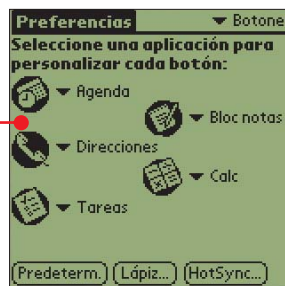 Preferencias ▼ Botone
Seleccione una aplicación para
personalizar cada botón:
▼ Agenda
▼ Bloc notas
▼ Direcciones
▼ Calc
▼ Tareas
(Predeterm.) (Lápiz...) (HotSync...)